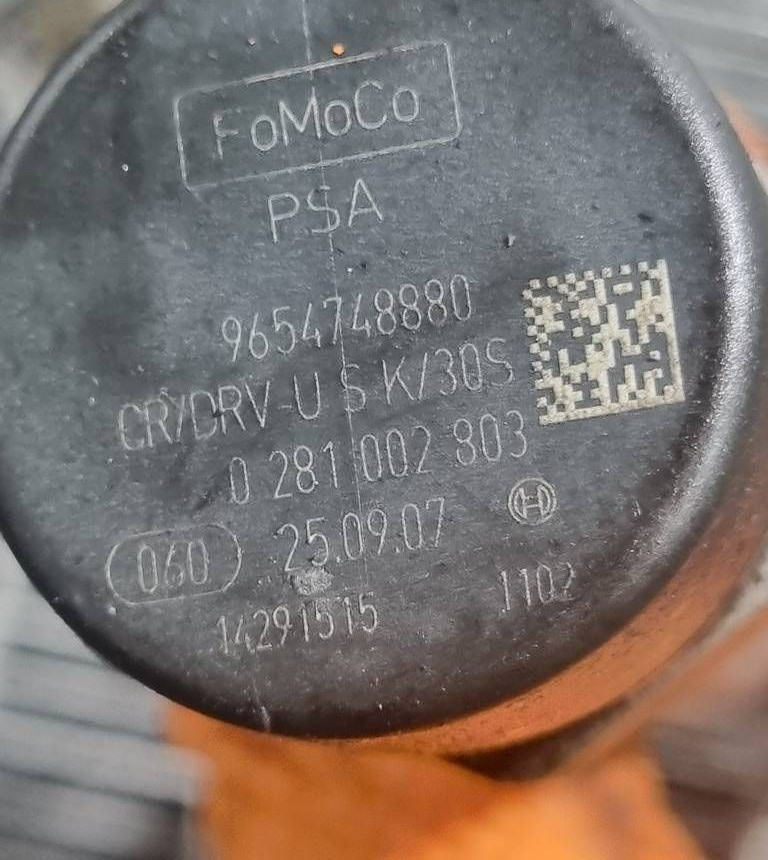 FoMoCo
PSA
9654748880
CR/DRV-U S K/30S
0 281 002 803
060 25.09.07
14291515 1102